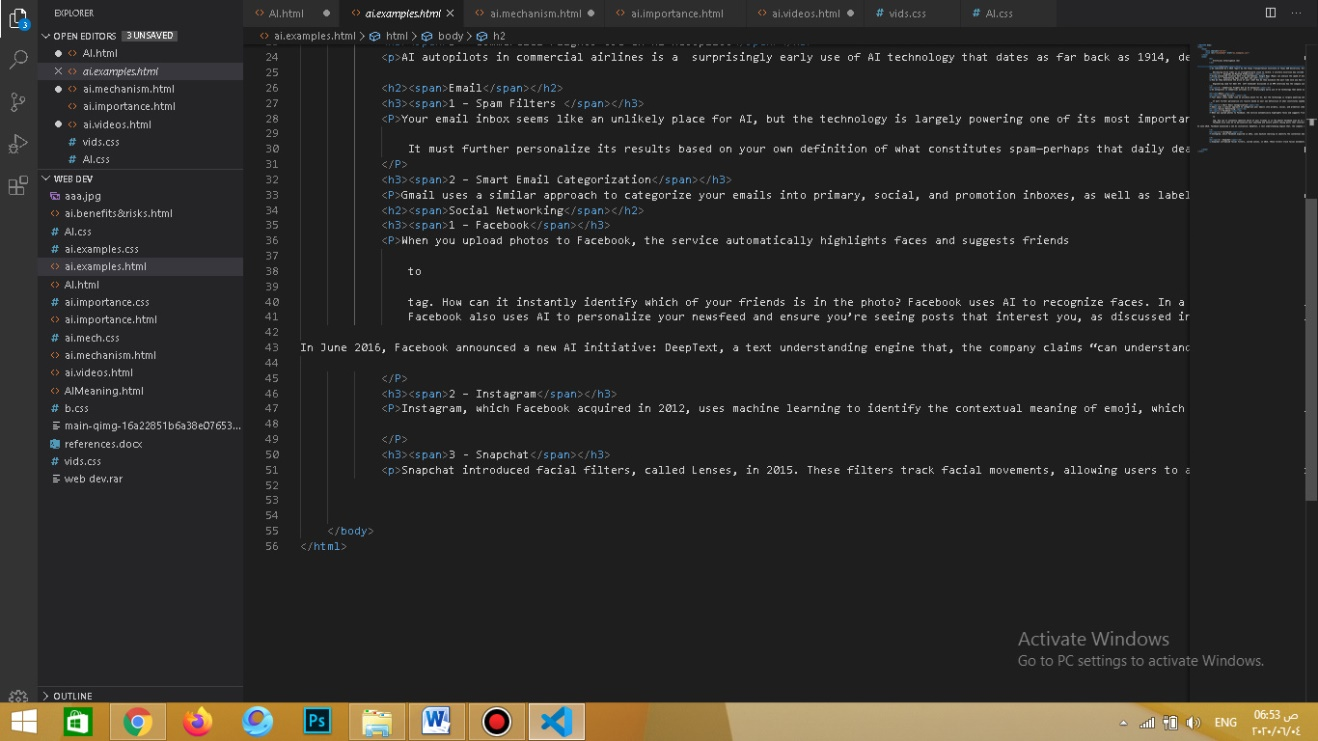 EXPLORER
AI.html
ai.examples.html
ai.mechanism.html
ai.importance.html
ai.videos.html
vids.css
AI.css
OPEN EDITORS 3 UNSAVED
ai.examples.html > html > body > h2
AI.html
ai.examples.html
ai.mechanism.html
ai.importance.html
ai.videos.html
vids.css
AI.css
WEB DEV
aaa.jpg
ai.benefits&risks.html
AI.css
ai.examples.css
ai.examples.html
AI.html
ai.importance.css
ai.importance.html
ai.mech.css
ai.mechanism.html
ai.videos.html
AIMeaning.html
b.css
main-qimg-16a22851b6a38e07653...
references.docx
vids.css
web dev.rar
OUTLINE
3
24 <p>AI autopilots in commercial airlines is a  surprisingly early use of AI technology that dates as far back as 1914, de
25
26 <h2><span>Email</span></h2>
27 <h3><span>1 - Spam Filters </span></h3>
28 <P>Your email inbox seems like an unlikely place for AI, but the technology is largely powering one of its most importan
29
30 It must further personalize its results based on your own definition of what constitutes spam—perhaps that daily dea
31 </P>
32 <h3><span>2 - Smart Email Categorization</span></h3>
33 <P>Gmail uses a similar approach to categorize your emails into primary, social, and promotion inboxes, as well as label
34 <h2><span>Social Networking</span></h2>
35 <h3><span>1 - Facebook</span></h3>
36 <P>When you upload photos to Facebook, the service automatically highlights faces and suggests friends
37
38 to
39
40 tag. How can it instantly identify which of your friends is in the photo? Facebook uses AI to recognize faces. In a
41 Facebook also uses AI to personalize your newsfeed and ensure you’re seeing posts that interest you, as discussed in
42
43 In June 2016, Facebook announced a new AI initiative: DeepText, a text understanding engine that, the company claims “can understand
44
45 </P>
46 <h3><span>2 - Instagram</span></h3>
47 <P>Instagram, which Facebook acquired in 2012, uses machine learning to identify the contextual meaning of emoji, which
48
49 </P>
50 <h3><span>3 - Snapchat</span></h3>
51 <p>Snapchat introduced facial filters, called Lenses, in 2015. These filters track facial movements, allowing users to a
52
53
54
55 </body>
56 </html>
Activate Windows
Go to PC settings to activate Windows.
Ps
W
ENG
06:53 ص
٢٠٢٠/٠٦/٠٤